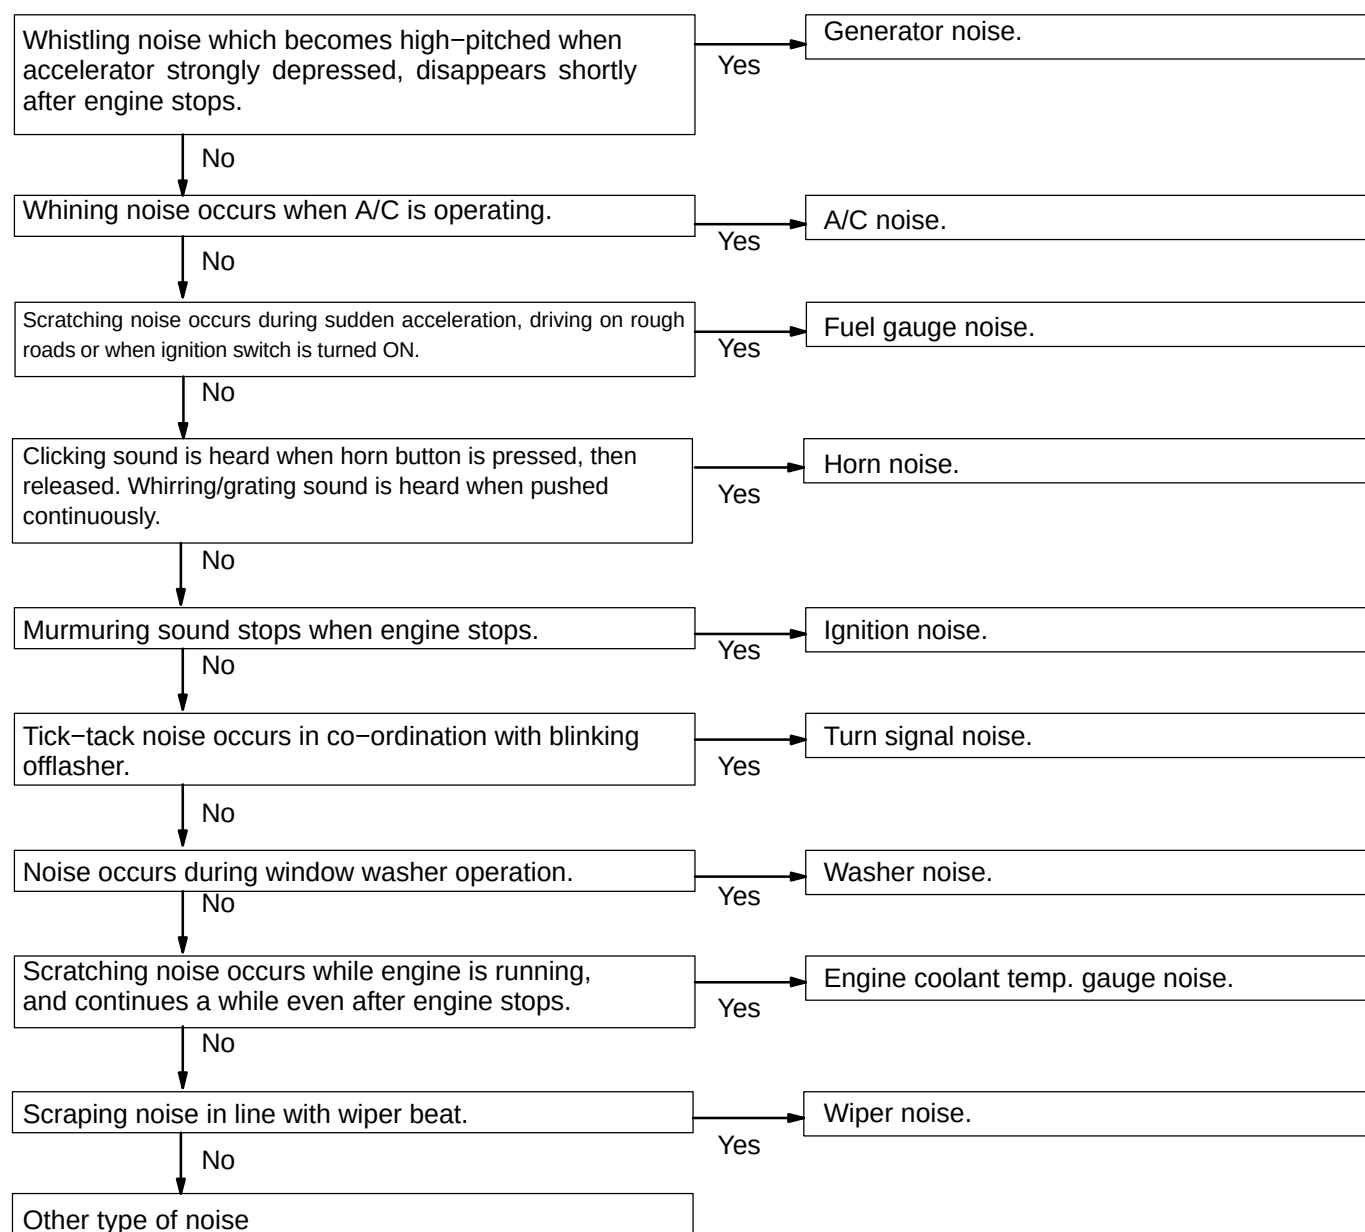 Whistling noise which becomes high−pitched when
accelerator strongly depressed, disappears shortly
after engine stops.
Yes
Generator noise.
No
Whining noise occurs when A/C is operating.
Yes
A/C noise.
No
Scratching noise occurs during sudden acceleration, driving on rough
roads or when ignition switch is turned ON.
Yes
Fuel gauge noise.
No
Clicking sound is heard when horn button is pressed, then
released. Whirring/grating sound is heard when pushed
continuously.
Yes
Horn noise.
No
Murmuring sound stops when engine stops.
Yes
Ignition noise.
No
Tick−tack noise occurs in co−ordination with blinking
offlasher.
Yes
Turn signal noise.
No
Noise occurs during window washer operation.
Yes
Washer noise.
No
Scratching noise occurs while engine is running,
and continues a while even after engine stops.
Yes
Engine coolant temp. gauge noise.
No
Scraping noise in line with wiper beat.
Yes
Wiper noise.
No
Other type of noise